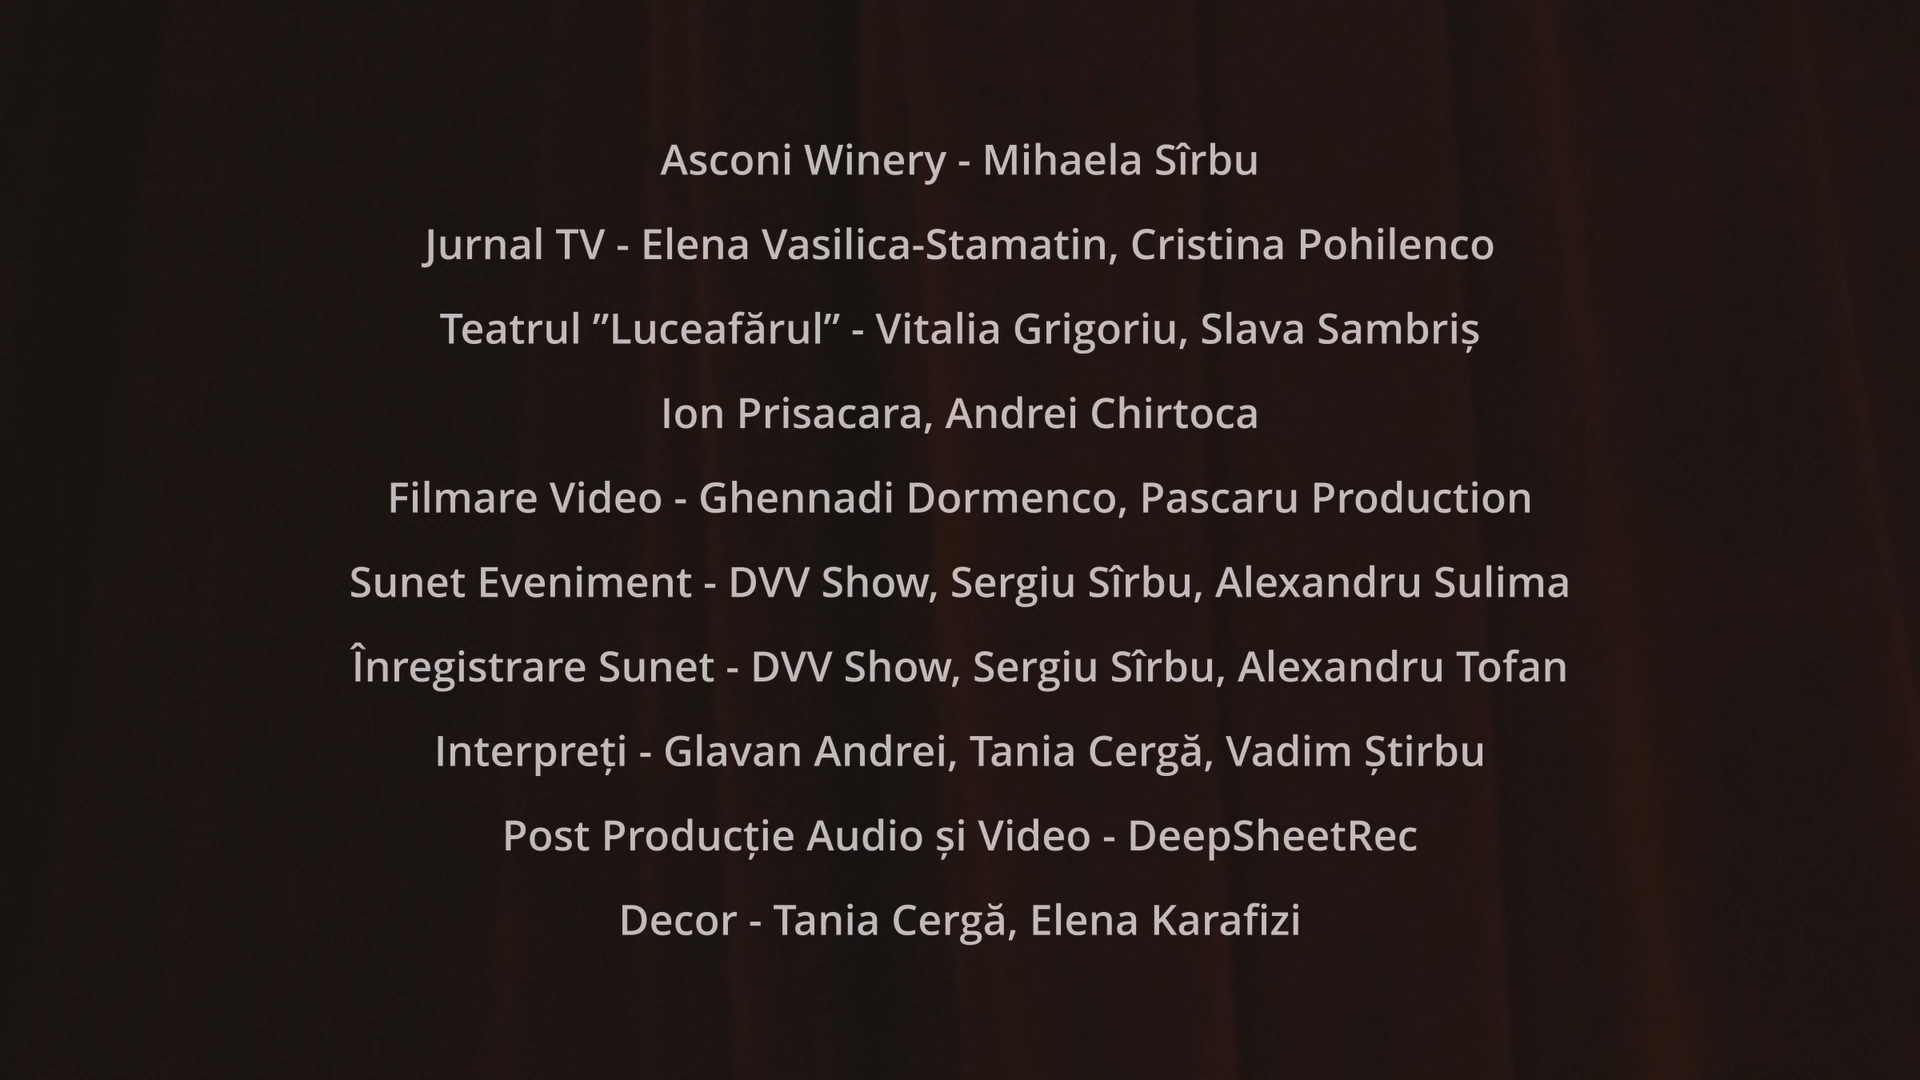 Asconi Winery - Mihaela Sîrbu
Jurnal TV - Elena Vasilica-Stamatin, Cristina Pohilenco
Teatrul ”Luceafărul” - Vitalia Grigoriu, Slava Sambriș
Ion Prisacara, Andrei Chirtoca
Filmare Video - Ghennadi Dormenco, Pascaru Production
Sunet Eveniment - DVV Show, Sergiu Sîrbu, Alexandru Sulima
Înregistrare Sunet - DVV Show, Sergiu Sîrbu, Alexandru Tofan
Interpreți - Glavan Andrei, Tania Cergă, Vadim Știrbu
Post Producție Audio și Video - DeepSheetRec
Decor - Tania Cergă, Elena Karafizi